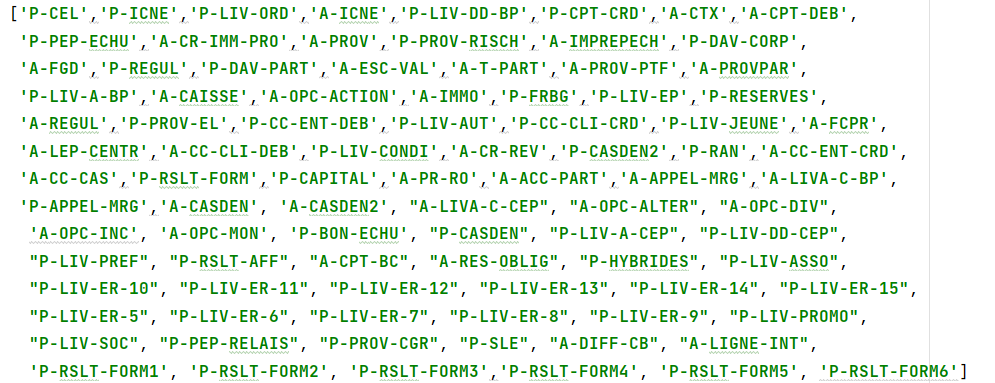 ['P-CEL','P-ICNE','P-LIV-ORD','A-ICNE','P-LIV-DD-BP','P-CPT-CRD','A-CTX','A-CPT-DEB',
'P-PEP-ECHU','A-CR-IMM-PRO','A-PROV','P-PROV-RISCH','A-IMPREPECH','P-DAV-CORP',
'A-FGD','P-REGUL','P-DAV-PART','A-ESC-VAL','A-T-PART','A-PROV-PTF','A-PROVPAR',
'P-LIV-A-BP','A-CAISSE','A-OPC-ACTION','A-IMMO','P-FRBG','P-LIV-EP','P-RESERVES',
'A-REGUL','P-PROV-EL','P-CC-ENT-DEB','P-LIV-AUT','P-CC-CLI-CRD','P-LIV-JEUNE','A-FCPR',
'A-LEP-CENTR','A-CC-CLI-DEB','P-LIV-CONDI','A-CR-REV','P-CASDEN2','P-RAN','A-CC-ENT-CRD',
'A-CC-CAS','P-RSLT-FORM','P-CAPITAL','A-PR-RO','A-ACC-PART','A-APPEL-MRG','A-LIVA-C-BP',
'P-APPEL-MRG','A-CASDEN', 'A-CASDEN2', "A-LIVA-C-CEP", "A-OPC-ALTER", "A-OPC-DIV",
'A-OPC-INC', 'A-OPC-MON', 'P-BON-ECHU', "P-CASDEN", "P-LIV-A-CEP", "P-LIV-DD-CEP",
"P-LIV-PREF", "P-RSLT-AFF", "A-CPT-BC", "A-RES-OBLIG", "P-HYBRIDES", "P-LIV-ASSO",
"P-LIV-ER-10", "P-LIV-ER-11", "P-LIV-ER-12", "P-LIV-ER-13", "P-LIV-ER-14", "P-LIV-ER-15",
"P-LIV-ER-5", "P-LIV-ER-6", "P-LIV-ER-7", "P-LIV-ER-8", "P-LIV-ER-9", "P-LIV-PROMO",
"P-LIV-SOC", "P-PEP-RELAIS", "P-PROV-CGR", "P-SLE", "A-DIFF-CB", "A-LIGNE-INT",
'P-RSLT-FORM1', 'P-RSLT-FORM2', 'P-RSLT-FORM3','P-RSLT-FORM4', 'P-RSLT-FORM5', 'P-RSLT-FORM6']